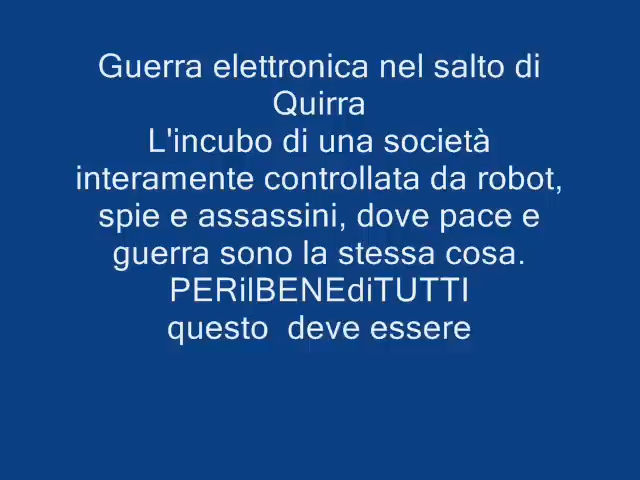 Guerra elettronica nel salto di
Quirra
L'incubo di una società
interamente controllata da robot,
spie e assassini, dove pace e
guerra sono la stessa cosa.
PERilBENEdiTUTTI
questo  deve essere